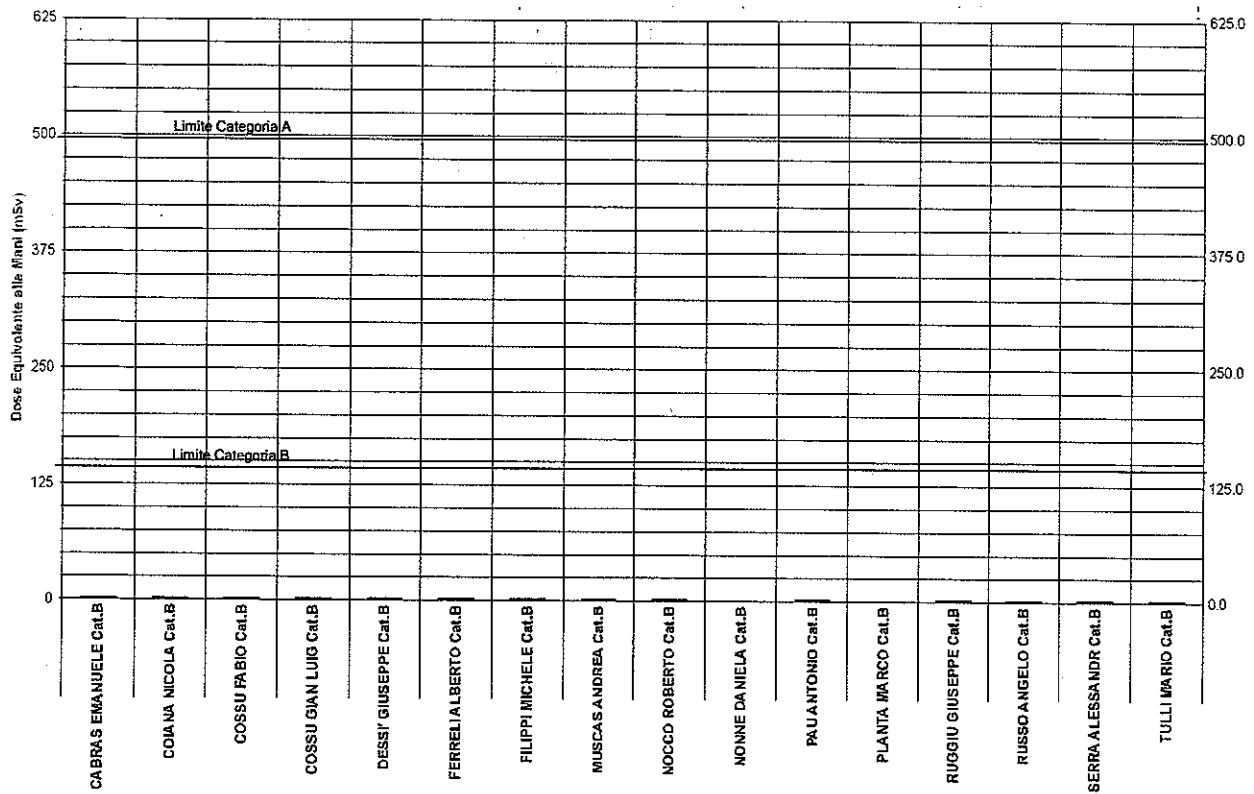 625
625.0
Limite Categoria A
500
500.0
Dose Equivalente alle Mani (mSv)
375
375.0
250
250.0
Limite Categoria B
125
125.0
0
0.0
CABRAS EMANUELE Cat.B
COIANA NICOLA Cat.B
COSSU FABIO Cat.B
COSSU GIAN LUIG Cat.B
DESSI' GIUSEPPE Cat.B
FERRELI ALBERTO Cat.B
FILIPPI MICHELE Cat.B
MUSCAS ANDREA Cat.B
NOCCO ROBERTO Cat.B
NONNE DANIELA Cat.B
PAU ANTONIO Cat.B
PLANTA MARCO Cat.B
RUGGIU GIUSEPPE Cat.B
RUSSO ANGELO Cat.B
SERRA ALESSANDR Cat.B
TULLI MARIO Cat.B